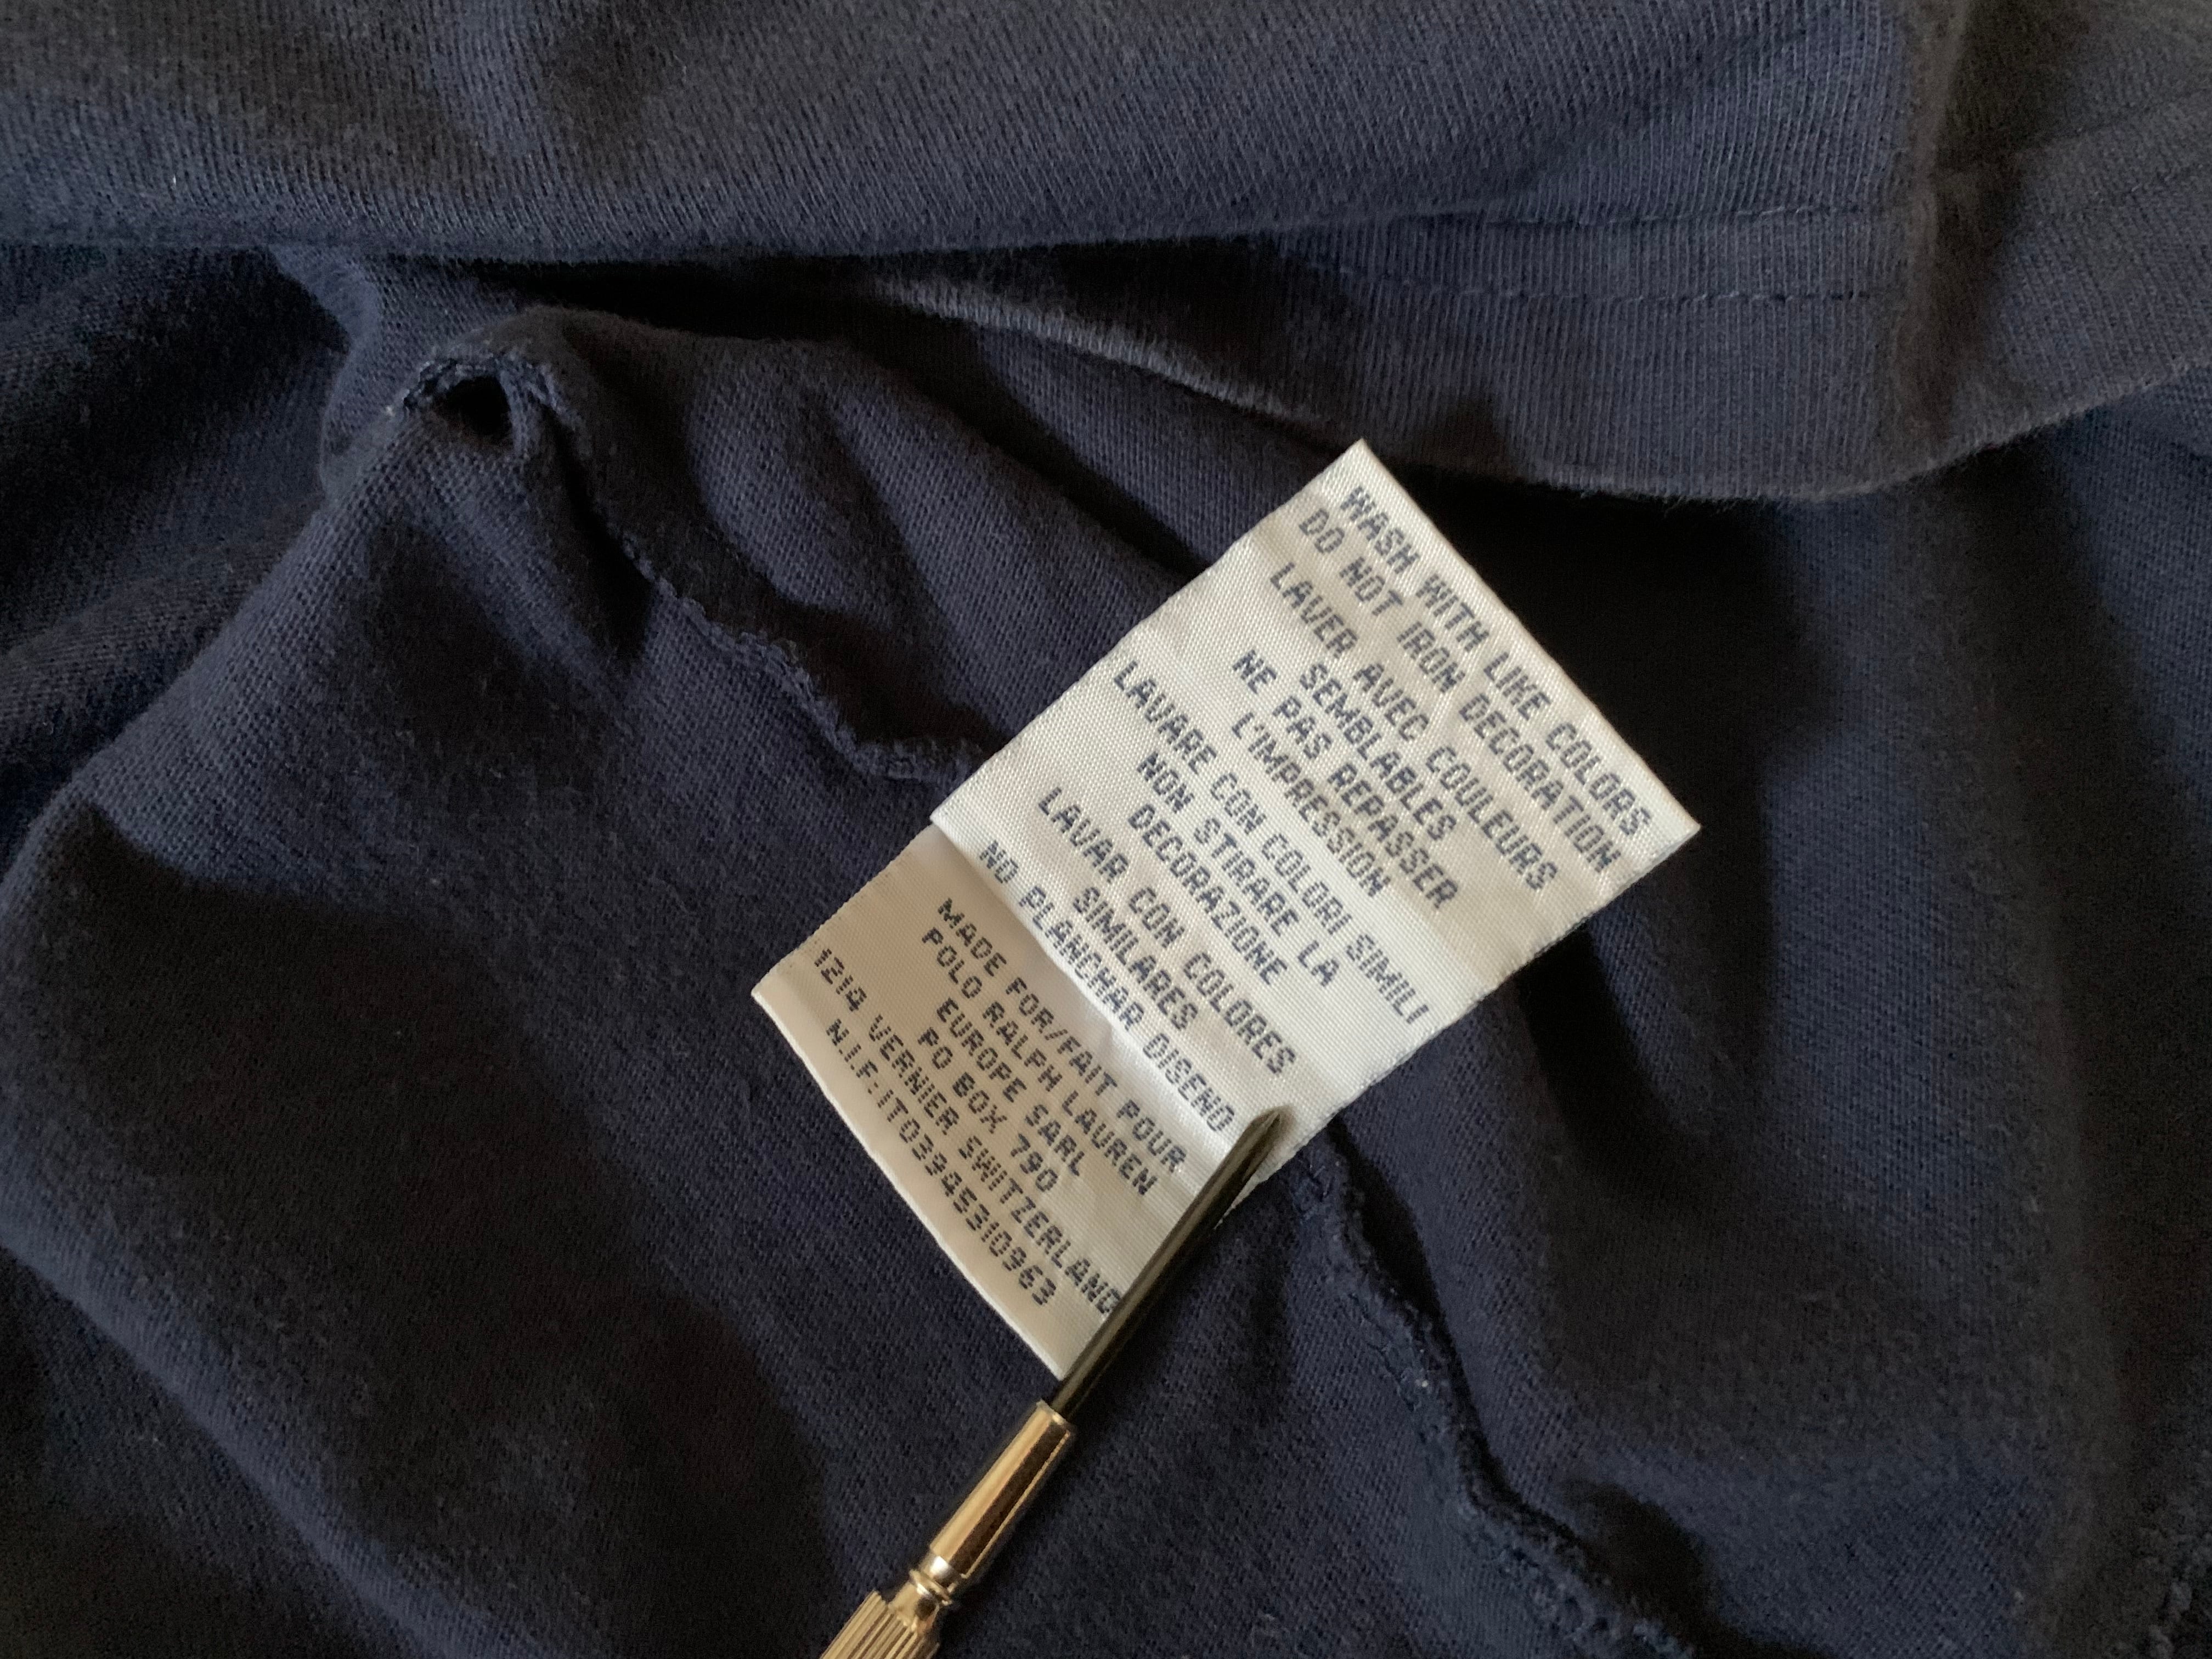 WASH WITH LIKE COLORS
DO NOT IRON DECORATION
LAVER AVEC COULEURS
SEMBLABLES
NE PAS REPASSER
L'IMPRESSION
LAVARE CON COLORI SIMILI
NON STIRARE LA
DECORAZIONE
LAVAR CON COLORES
SIMILARES
NO PLANCHAR DISENO
MADE FOR/FAIT POUR
POLO RALPH LAUREN
EUROPE SARL
PO BOX 790
1214 VERNIER SWITZERLAND
N.I.F: IT03945310963